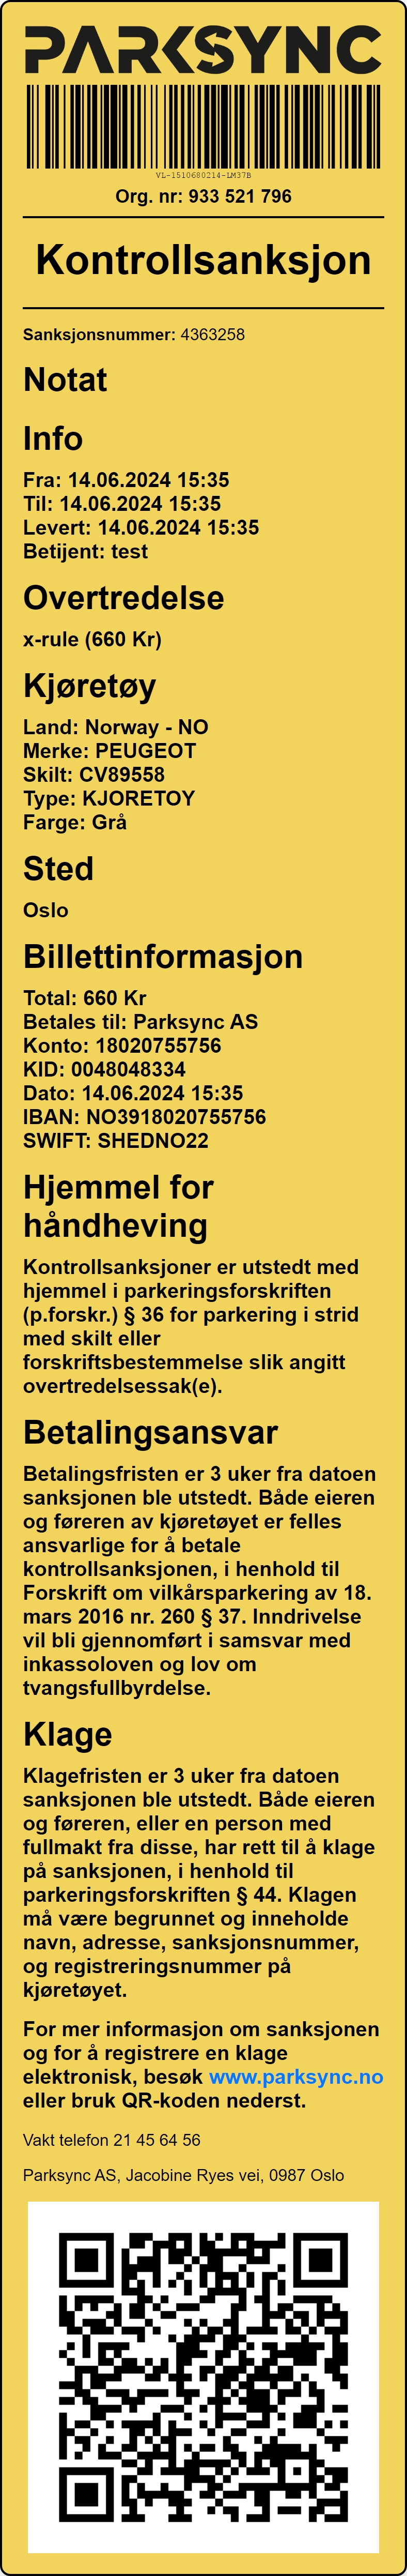 PARKSYNC
VL-1510680214-LM37B
Org. nr: 933 521 796
Kontrollsanksjon
Sanksjonsnummer: 4363258
Notat
Info
Fra: 14.06.2024 15:35
Til: 14.06.2024 15:35
Levert: 14.06.2024 15:35
Betijent: test
Overtredelse
x-rule (660 Kr)
Kjøretøy
Land: Norway - NO
Merke: PEUGEOT
Skilt: CV89558
Type: KJORETOY
Farge: Grå
Sted
Oslo
Billettinformasjon
Total: 660 Kr
Betales til: Parksync AS
Konto: 18020755756
KID: 0048048334
Dato: 14.06.2024 15:35
IBAN: NO3918020755756
SWIFT: SHEDNO22
Hjemmel for
håndheving
Kontrollsanksjoner er utstedt med
hjemmel i parkeringsforskriften
(p.forskr.) § 36 for parkering i strid
med skilt eller
forskriftsbestemmelse slik angitt
overtredelsessak(e).
Betalingsansvar
Betalingsfristen er 3 uker fra datoen
sanksjonen ble utstedt. Både eieren
og føreren av kjøretøyet er felles
ansvarlige for å betale
kontrollsanksjonen, i henhold til
Forskrift om vilkårsparkering av 18.
mars 2016 nr. 260 § 37. Inndrivelse
vil bli gjennomført i samsvar med
inkassoloven og lov om
tvangsfullbyrdelse.
Klage
Klagefristen er 3 uker fra datoen
sanksjonen ble utstedt. Både eieren
og føreren, eller en person med
fullmakt fra disse, har rett til å klage
på sanksjonen, i henhold til
parkeringsforskriften § 44. Klagen
må være begrunnet og inneholde
navn, adresse, sanksjonsnummer,
og registreringsnummer på
kjøretøyet.
For mer informasjon om sanksjonen
og for å registrere en klage
elektronisk, besøk www.parksync.no
eller bruk QR-koden nederst.
Vakt telefon 21 45 64 56
Parksync AS, Jacobine Ryes vei, 0987 Oslo